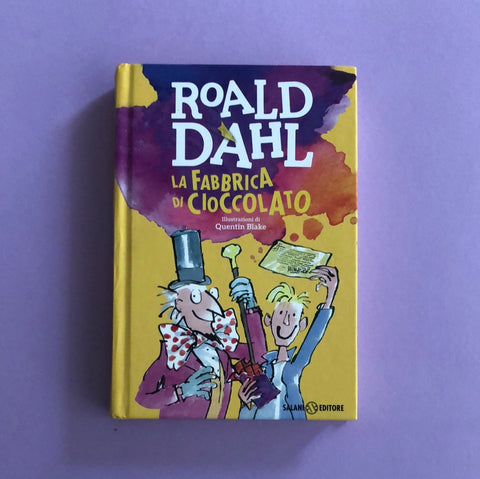 ROALD
DAHL
LA FABBRICA
DI CIOCCOLATO
Illustrazioni di
Quentin Blake
SALANI EDITORE